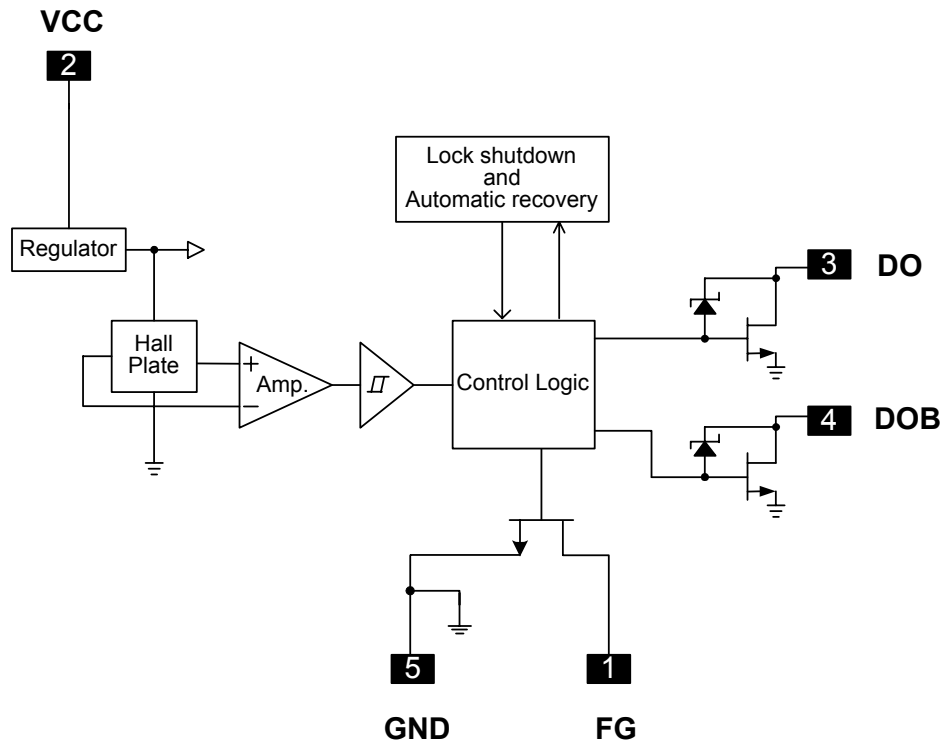 VCC
2
Lock shutdown
and
Automatic recovery
Regulator
3 DO
Hall
Plate
+
Amp.
−
Control Logic
4 DOB
5
1
GND
FG